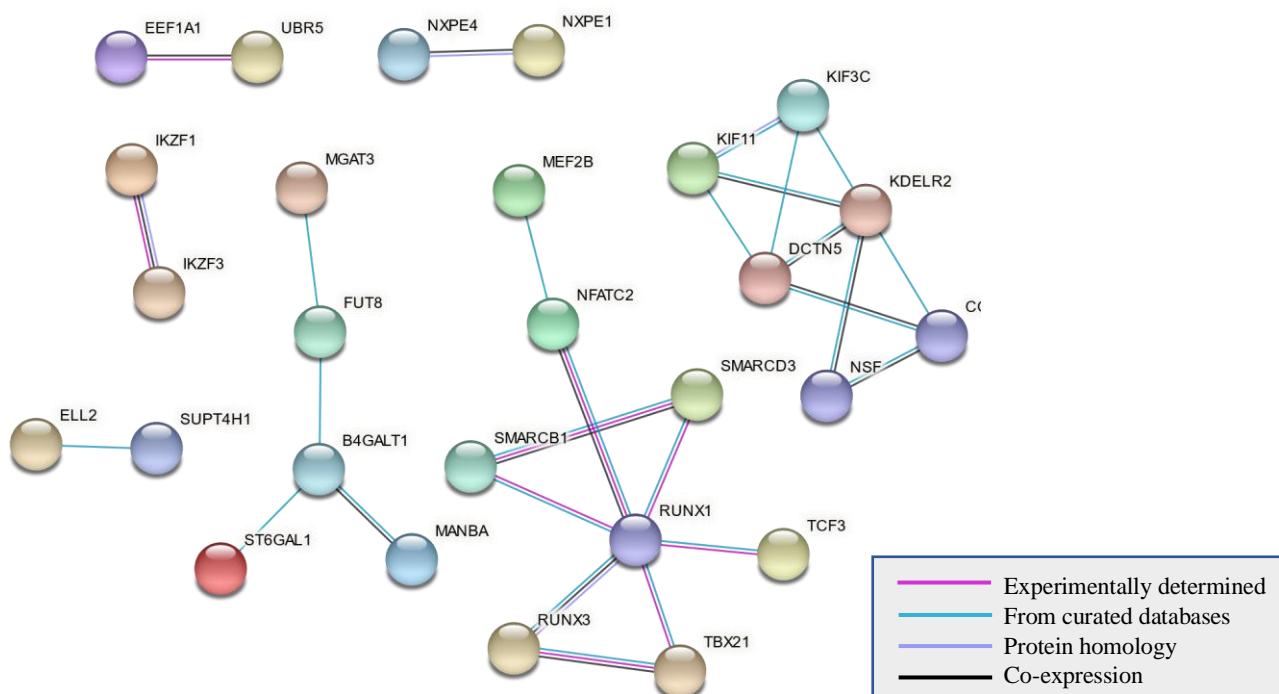 EEF1A1
UBR5
NXPE4
NXPE1
KIF3C
IKZF1
MGAT3
MEF2B
KIF11
KDELR2
DCTN5
IKZF3
FUT8
NFATC2
CO
SMARCD3
NSF
ELL2
SUPT4H1
B4GALT1
SMARCB1
RUNX1
TCF3
ST6GAL1
MANBA
RUNX3
TBX21
Experimentally determined
From curated databases
Protein homology
Co-expression